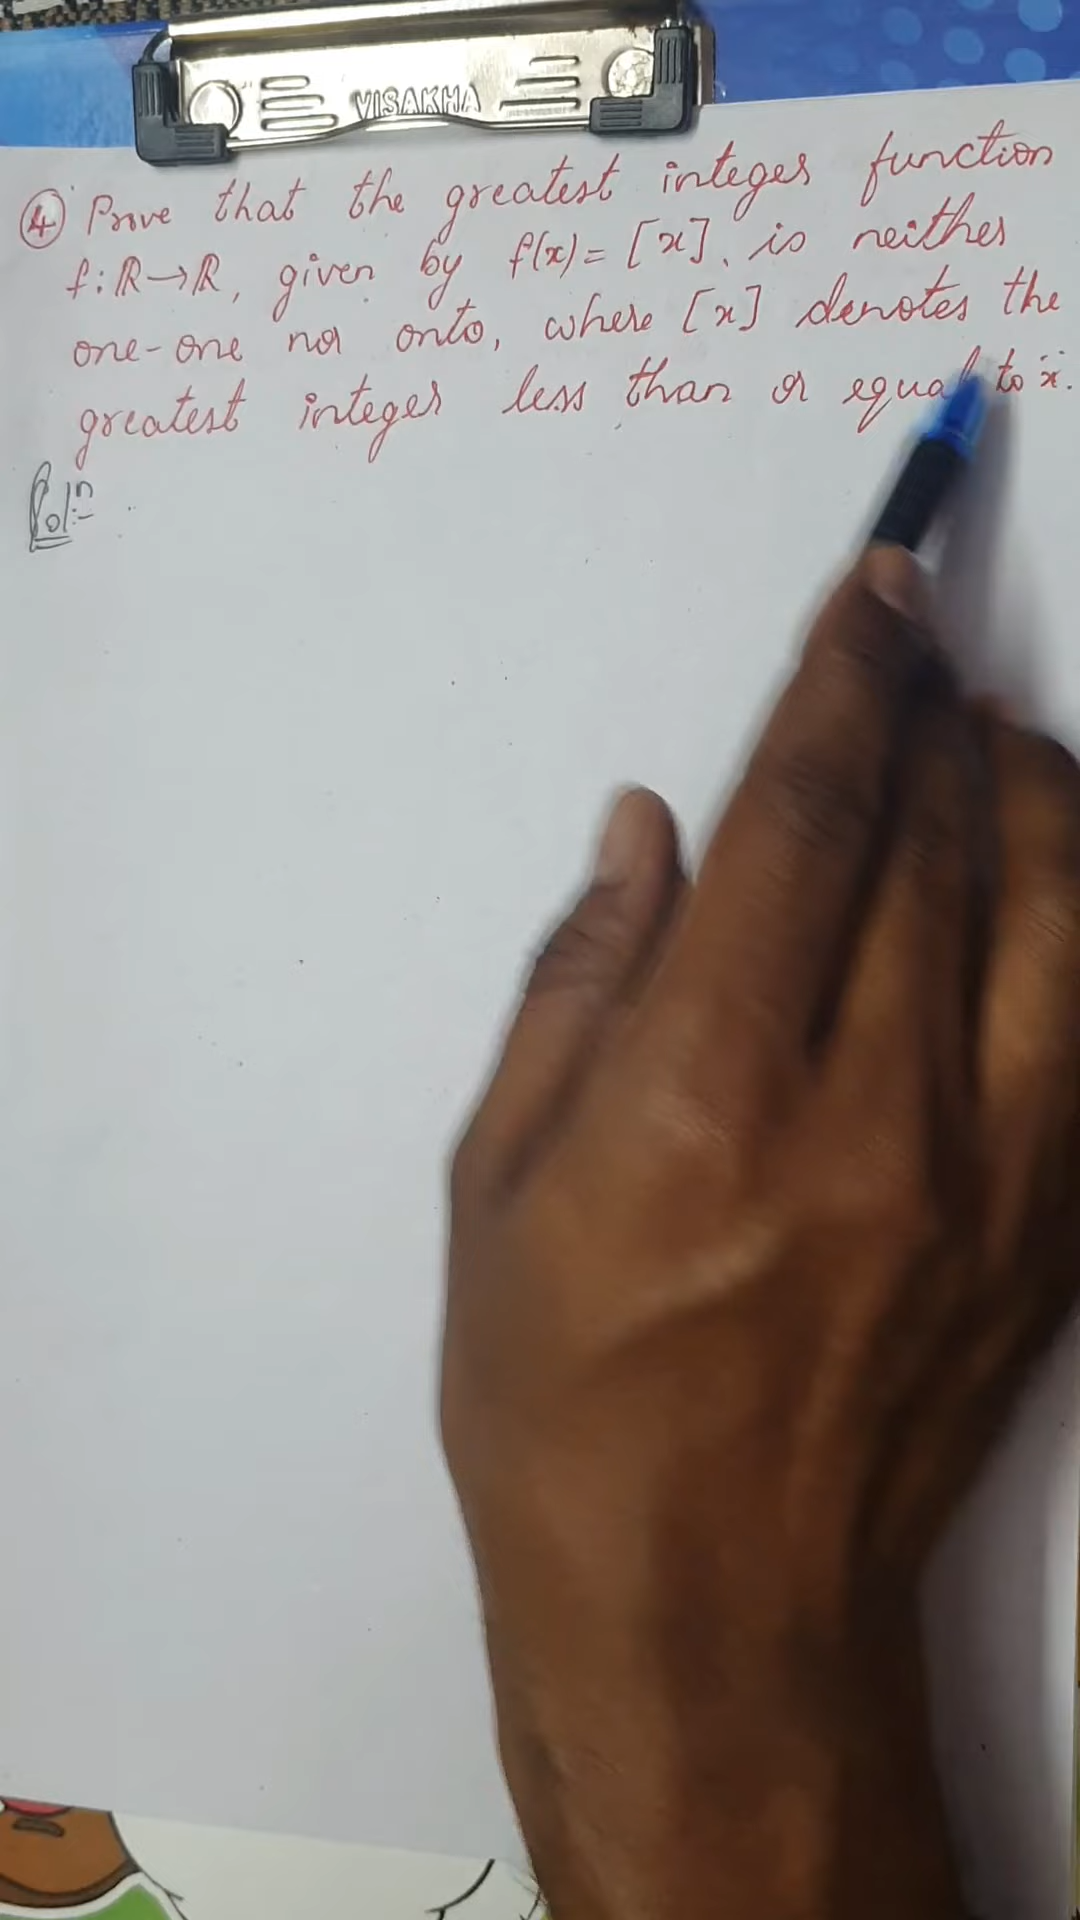 VISAKHA
④ Prove that the greatest integer function
f: ℝ→ℝ, given by f(x) = [x], is neither
one-one nor onto, where [x] denotes the
greatest integer less than or equal to x.
Solⁿ:-